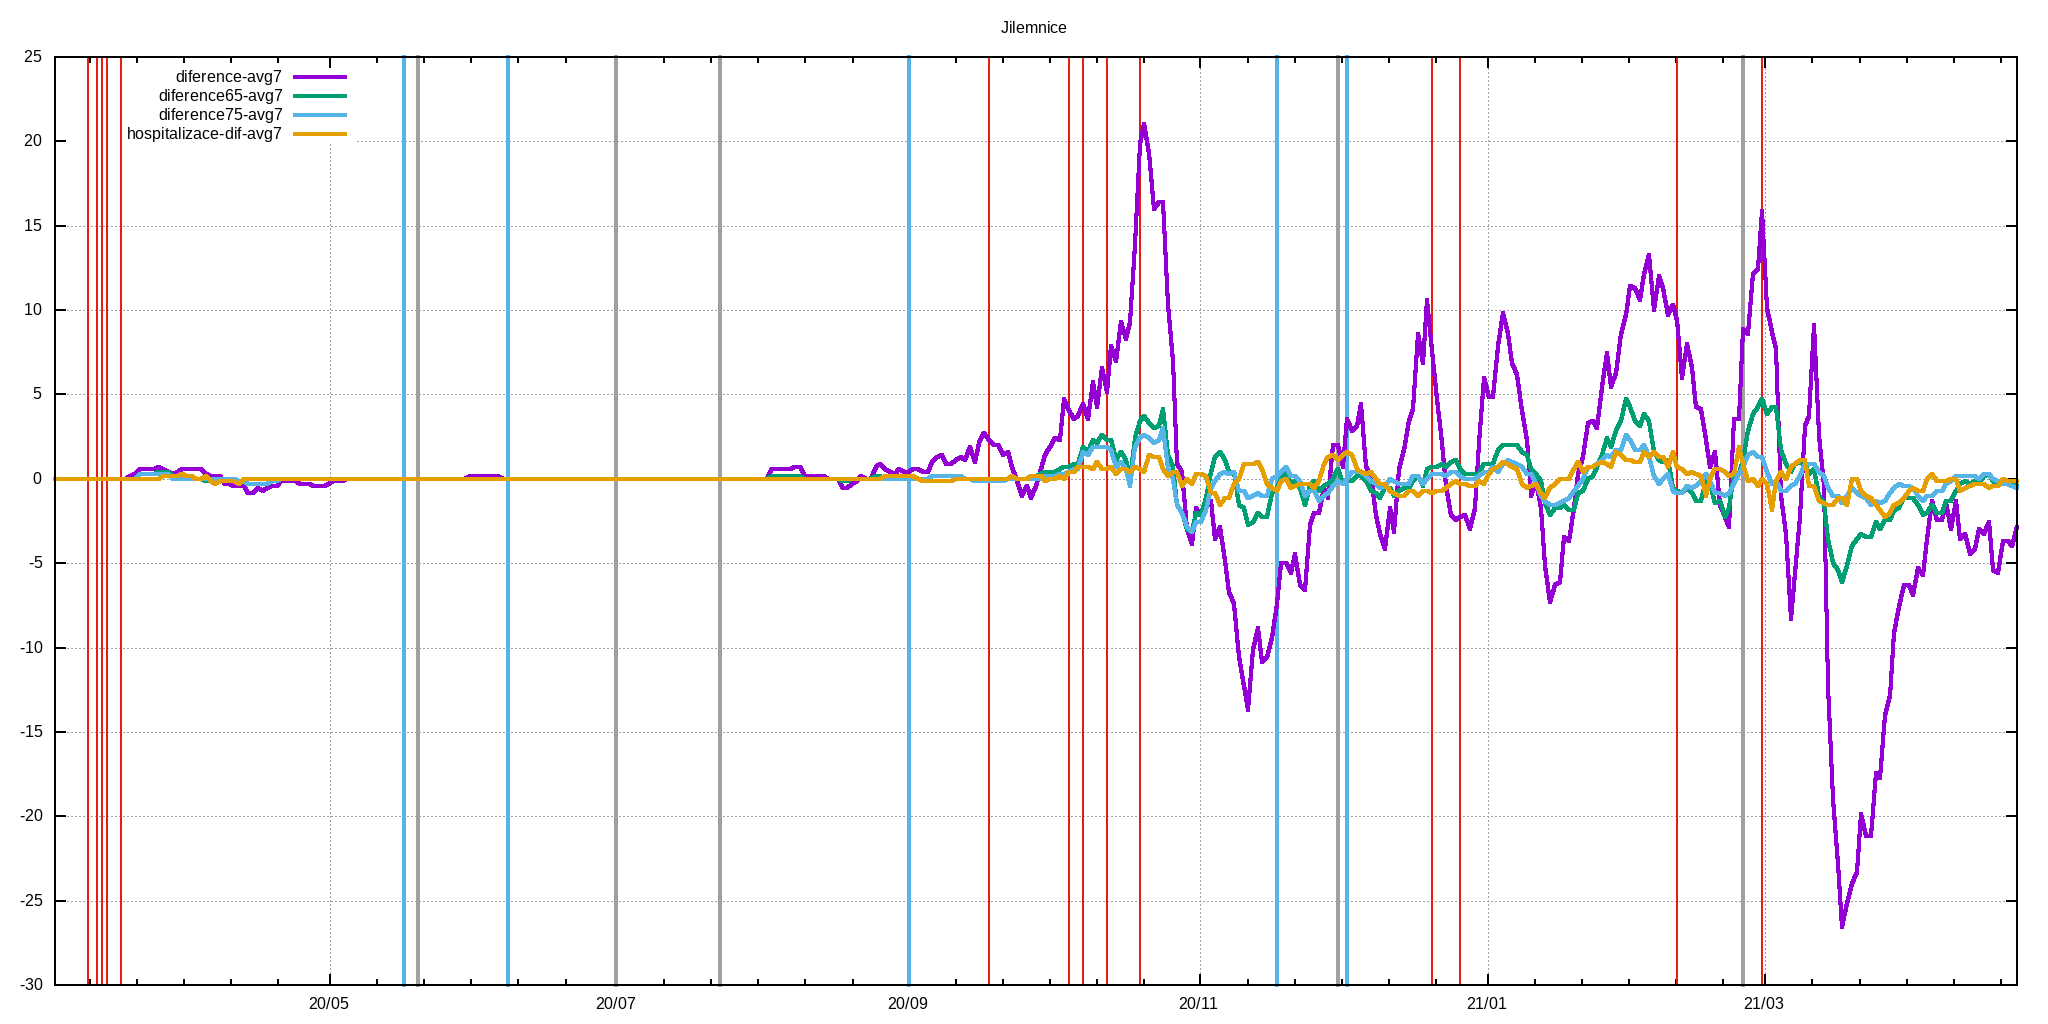 Jilemnice
25
20
15
10
5
0
-5
-10
-15
-20
-25
-30
diference-avg7
diference65-avg7
diference75-avg7
hospitalizace-dif-avg7
20/05 20/07 20/09 20/11 21/01 21/03